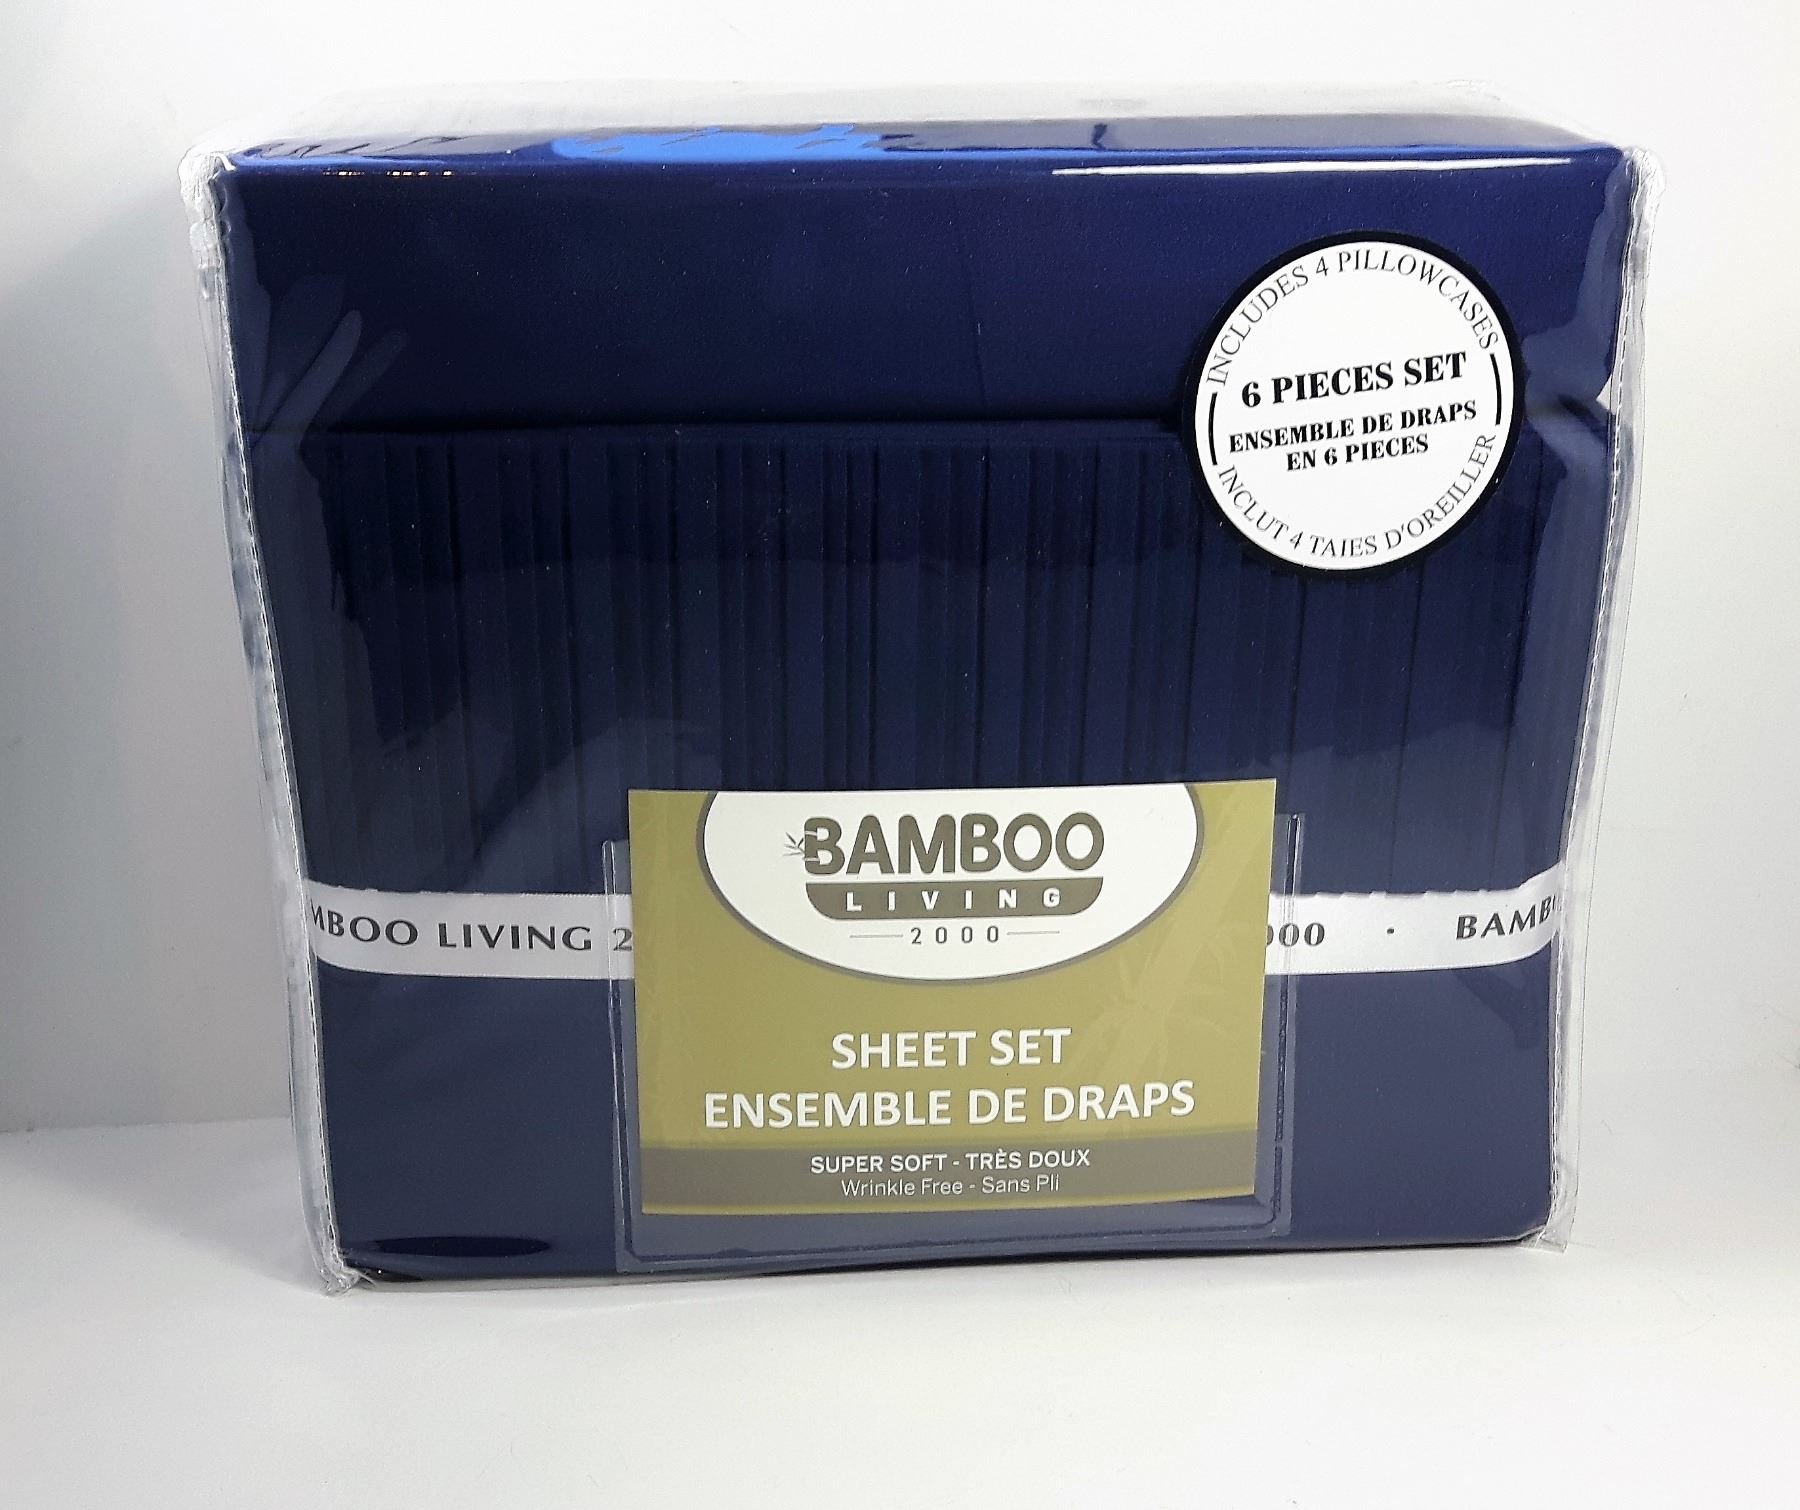 INCLUDES 4 PILLOWCASES
6 PIECES SET
ENSEMBLE DE DRAPS
EN 6 PIECES
INCLUT 4 TAIES D'OREILLER
BAMBOO
LIVING
2000
MBOO LIVING 2
000 · BAMB
SHEET SET
ENSEMBLE DE DRAPS
SUPER SOFT - TRÈS DOUX
Wrinkle Free - Sans Pli